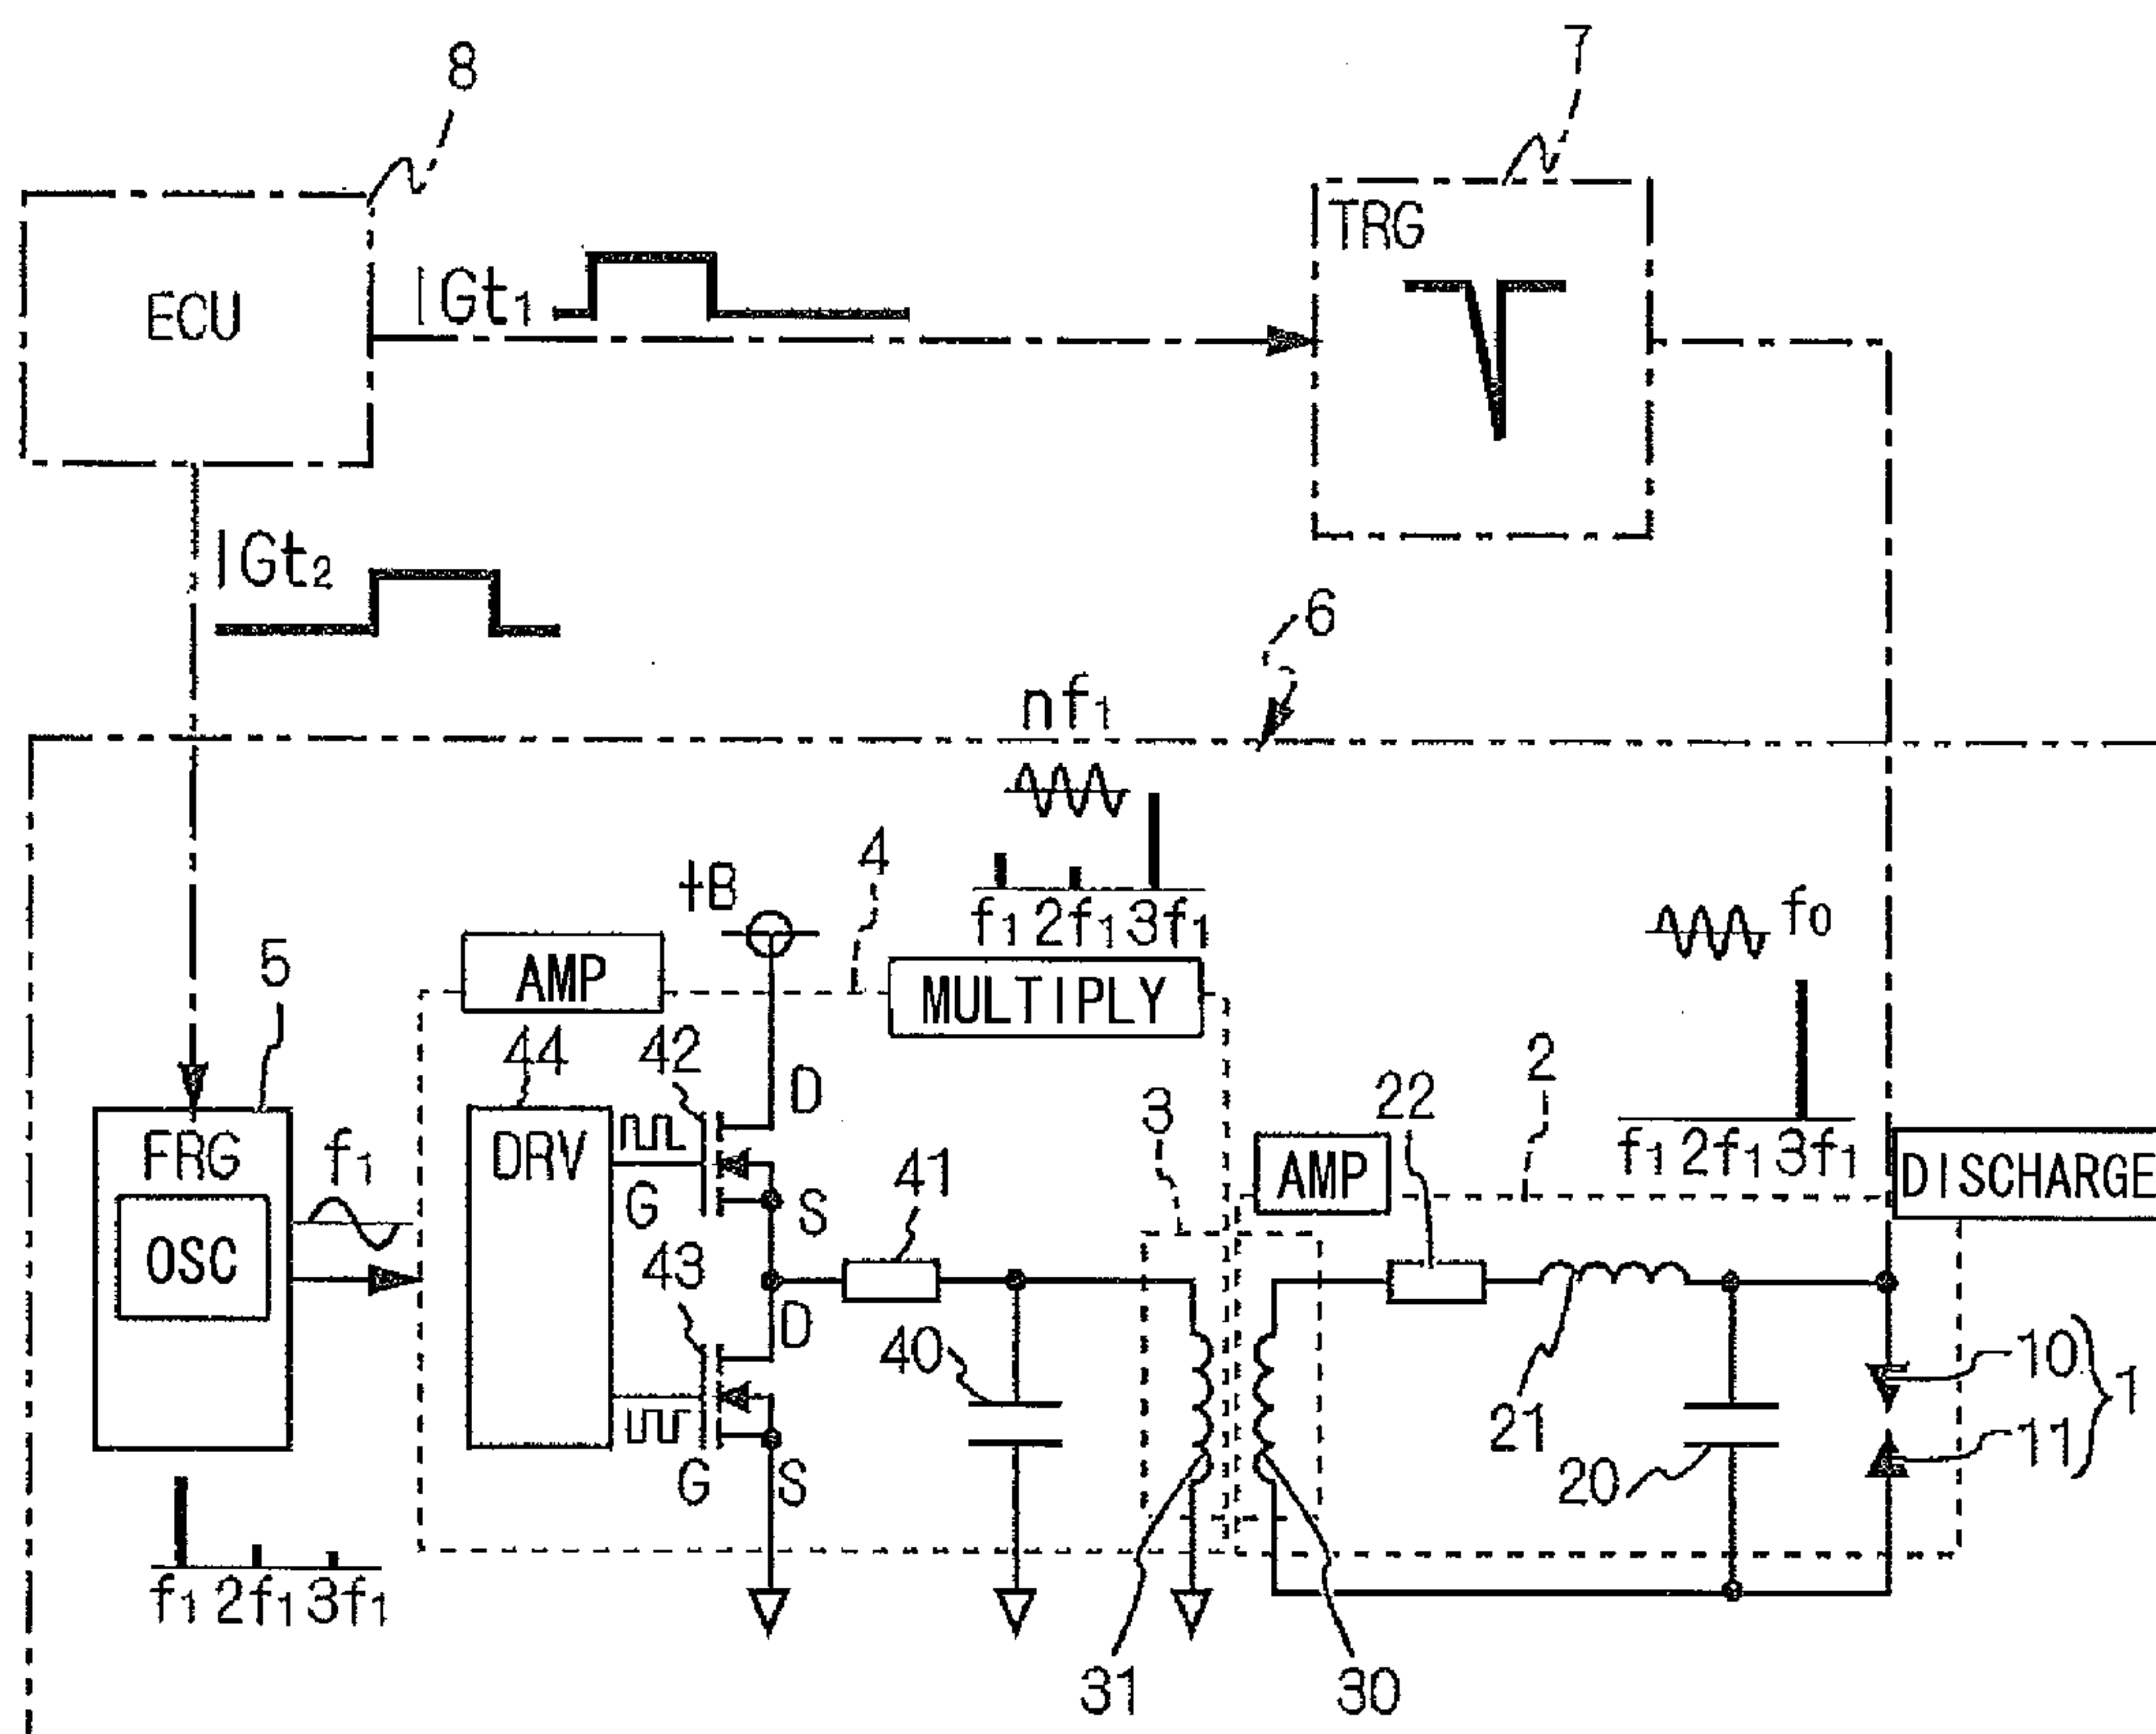 8
7
ECU
IGt1
TRG
IGt2
6
nf1
4
+B
f1 2f1 3f1
f0
5
AMP
MULTIPLY
44
42
D
3
22
2
f1 2f1 3f1
FRG
f1
DRV
G
S
41
AMP
DISCHARGE
OSC
43
D
40
21
10
11
1
20
G
S
f1 2f1 3f1
31
30